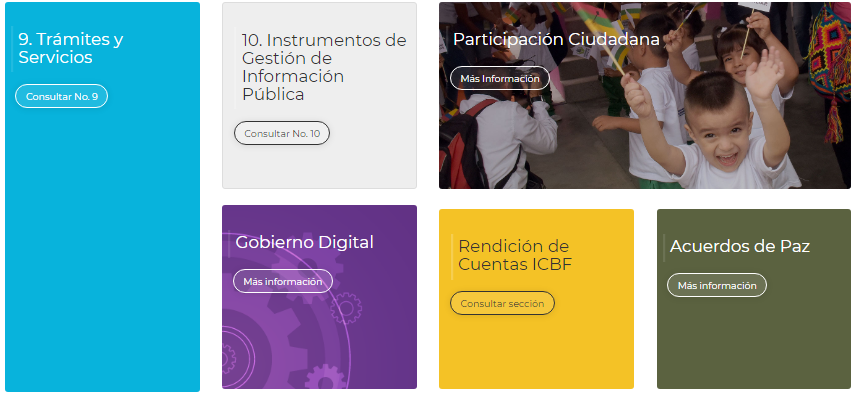 9. Trámites y
Servicios
Consultar No. 9
10. Instrumentos de
Gestión de
Información
Pública
Consultar No. 10
Participación Ciudadana
Más Información
Gobierno Digital
Más información
Rendición de
Cuentas ICBF
Consultar sección
Acuerdos de Paz
Más información